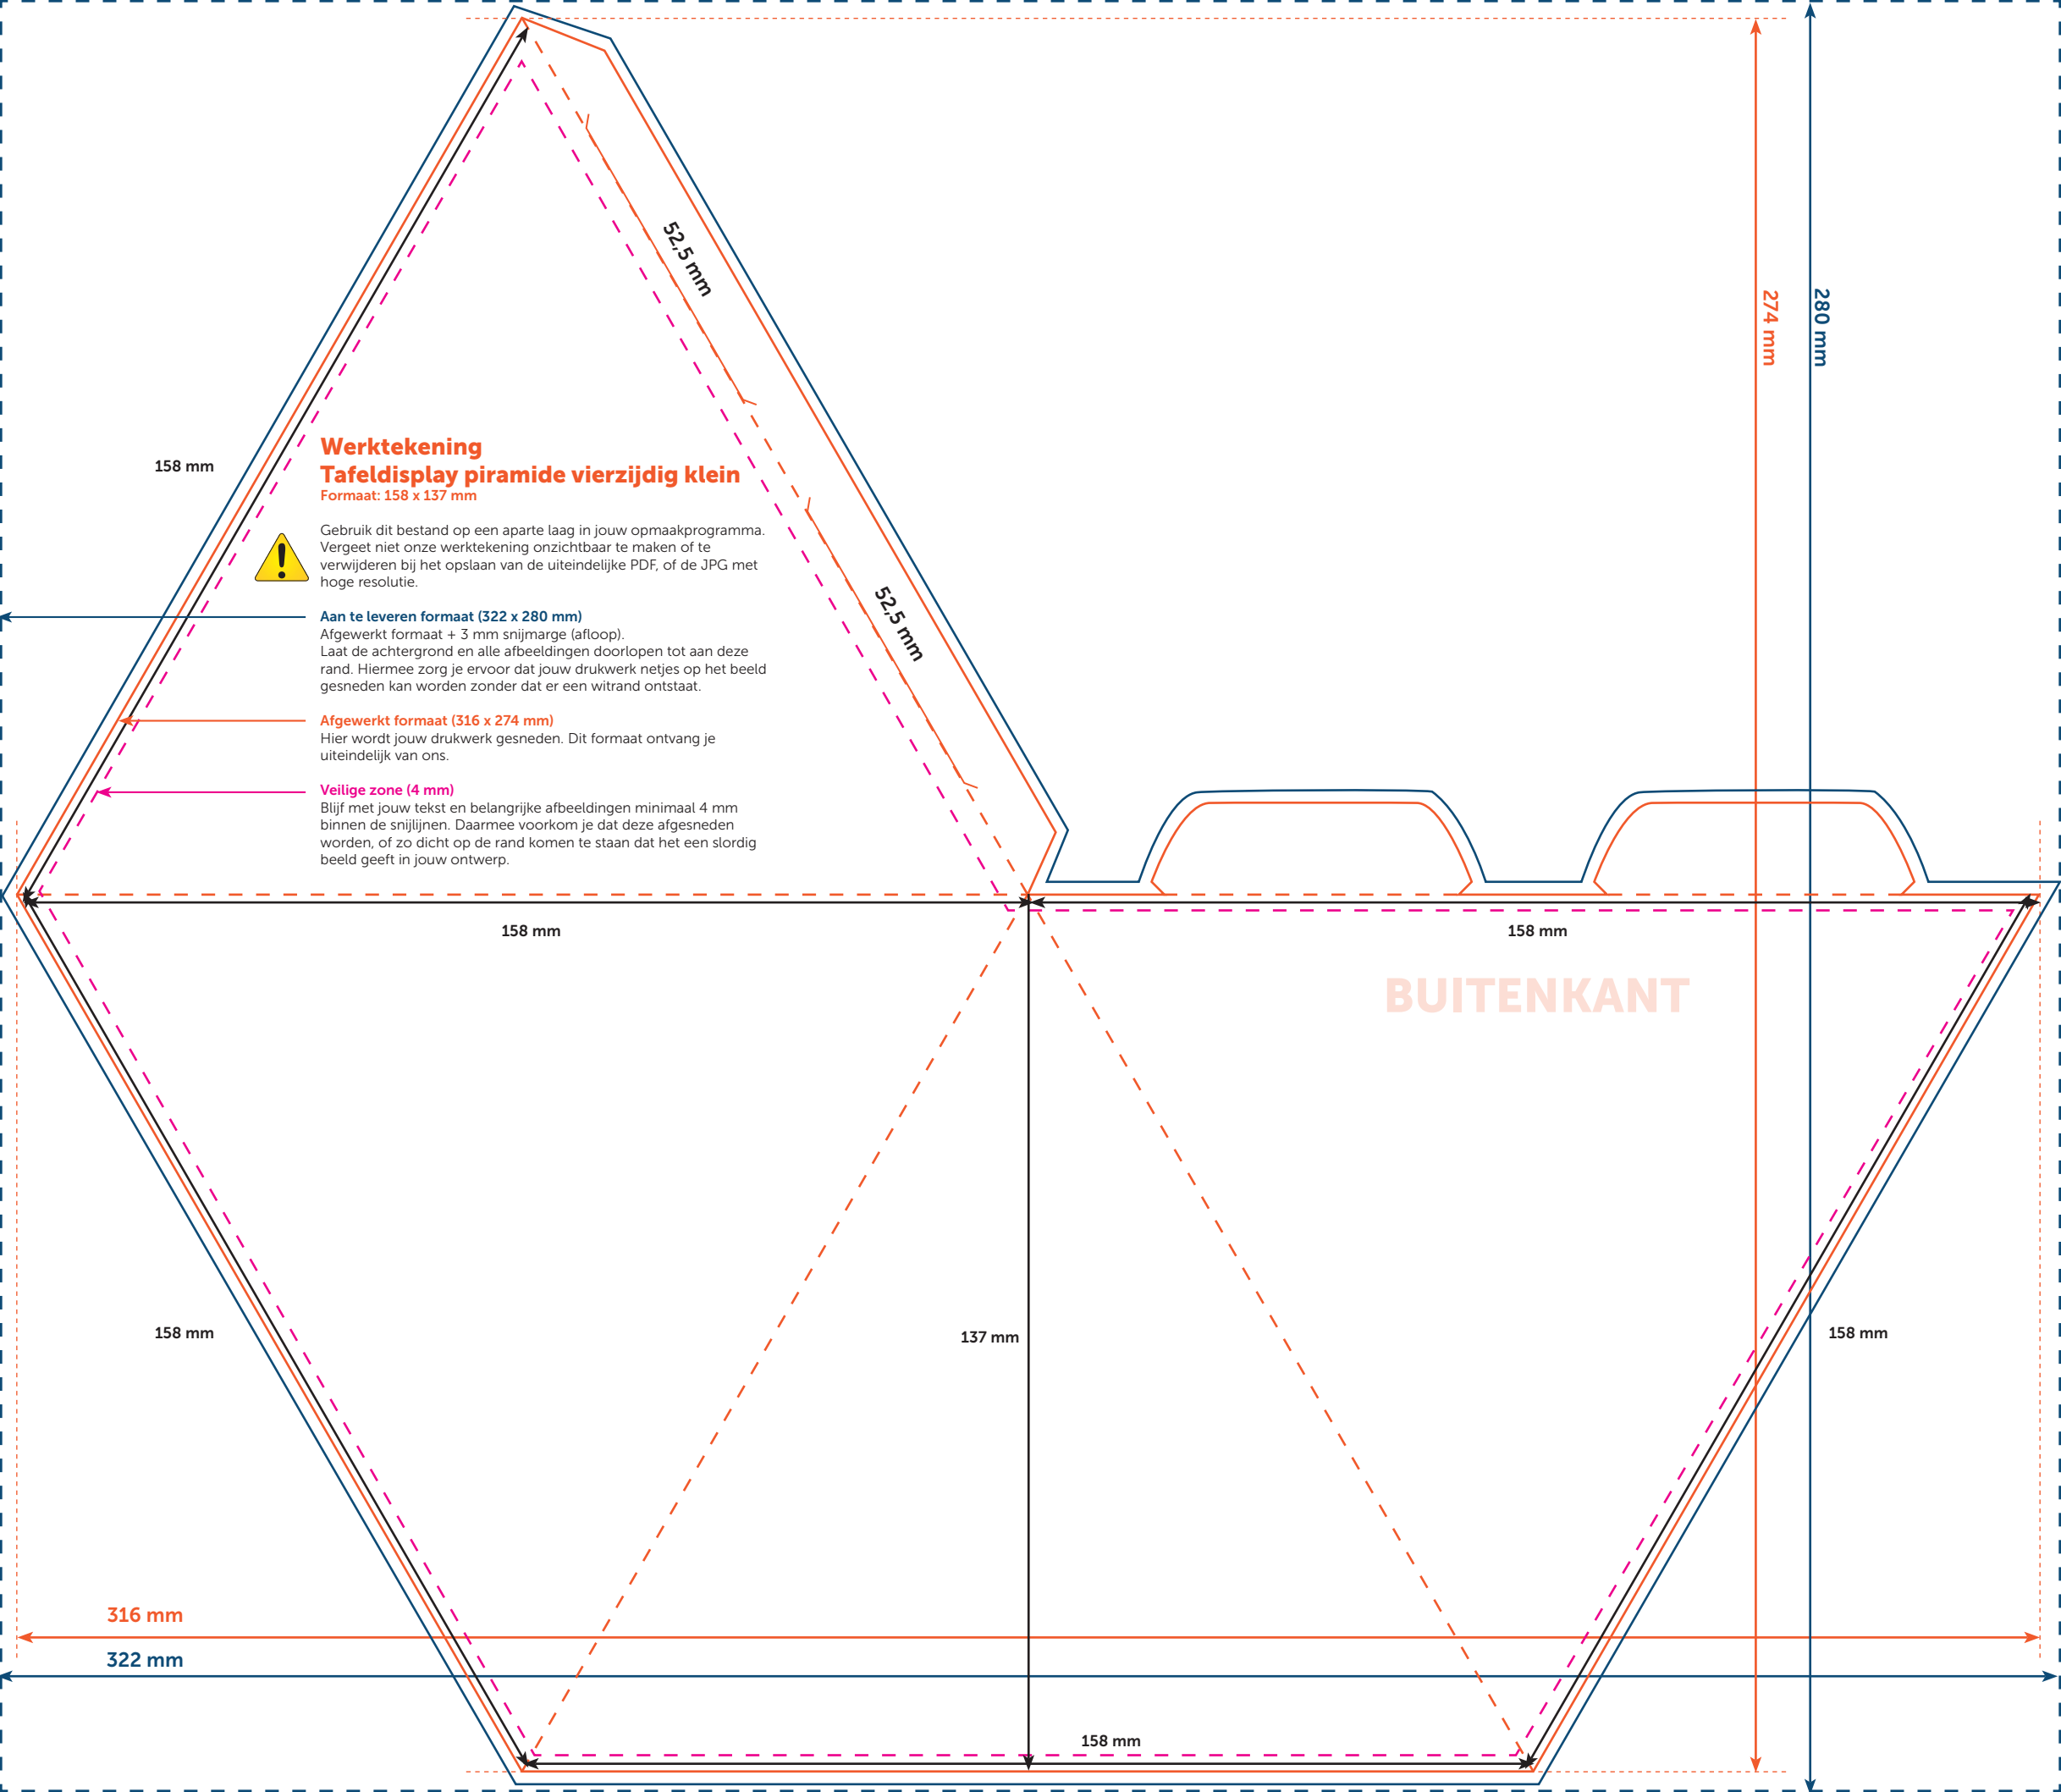 274 mm
280 mm
52,5 mm
158 mm
Werktekening
Tafeldisplay piramide vierzijdig klein
Formaat: 158 x 137 mm
Gebruik dit bestand op een aparte laag in jouw opmaakprogramma.
Vergeet niet onze werktekening onzichtbaar te maken of te
verwijderen bij het opslaan van de uiteindelijke PDF, of de JPG met
hoge resolutie.
52,5 mm
Aan te leveren formaat (322 x 280 mm)
Afgewerkt formaat + 3 mm snijmarge (afloop).
Laat de achtergrond en alle afbeeldingen doorlopen tot aan deze
rand. Hiermee zorg je ervoor dat jouw drukwerk netjes op het beeld
gesneden kan worden zonder dat er een witrand ontstaat.
Afgewerkt formaat (316 x 274 mm)
Hier wordt jouw drukwerk gesneden. Dit formaat ontvang je
uiteindelijk van ons.
Veilige zone (4 mm)
Blijf met jouw tekst en belangrijke afbeeldingen minimaal 4 mm
binnen de snijlijnen. Daarmee voorkom je dat deze afgesneden
worden, of zo dicht op de rand komen te staan dat het een slordig
beeld geeft in jouw ontwerp.
158 mm
158 mm
BUITENKANT
158 mm
137 mm
158 mm
316 mm
322 mm
158 mm